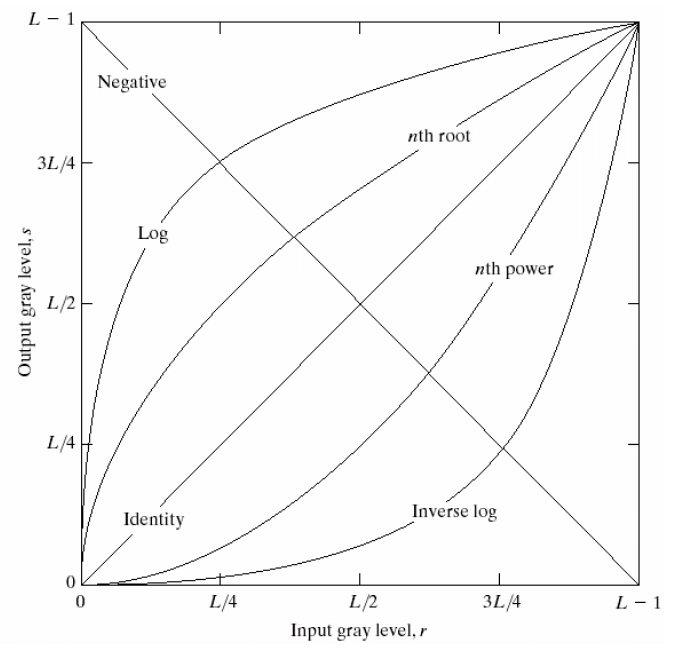 L − 1
Negative
nth root
3L/4
Log
Output gray level, s
nth power
L/2
L/4
Inverse log
Identity
0
0 L/4 L/2 3L/4 L − 1
Input gray level, r